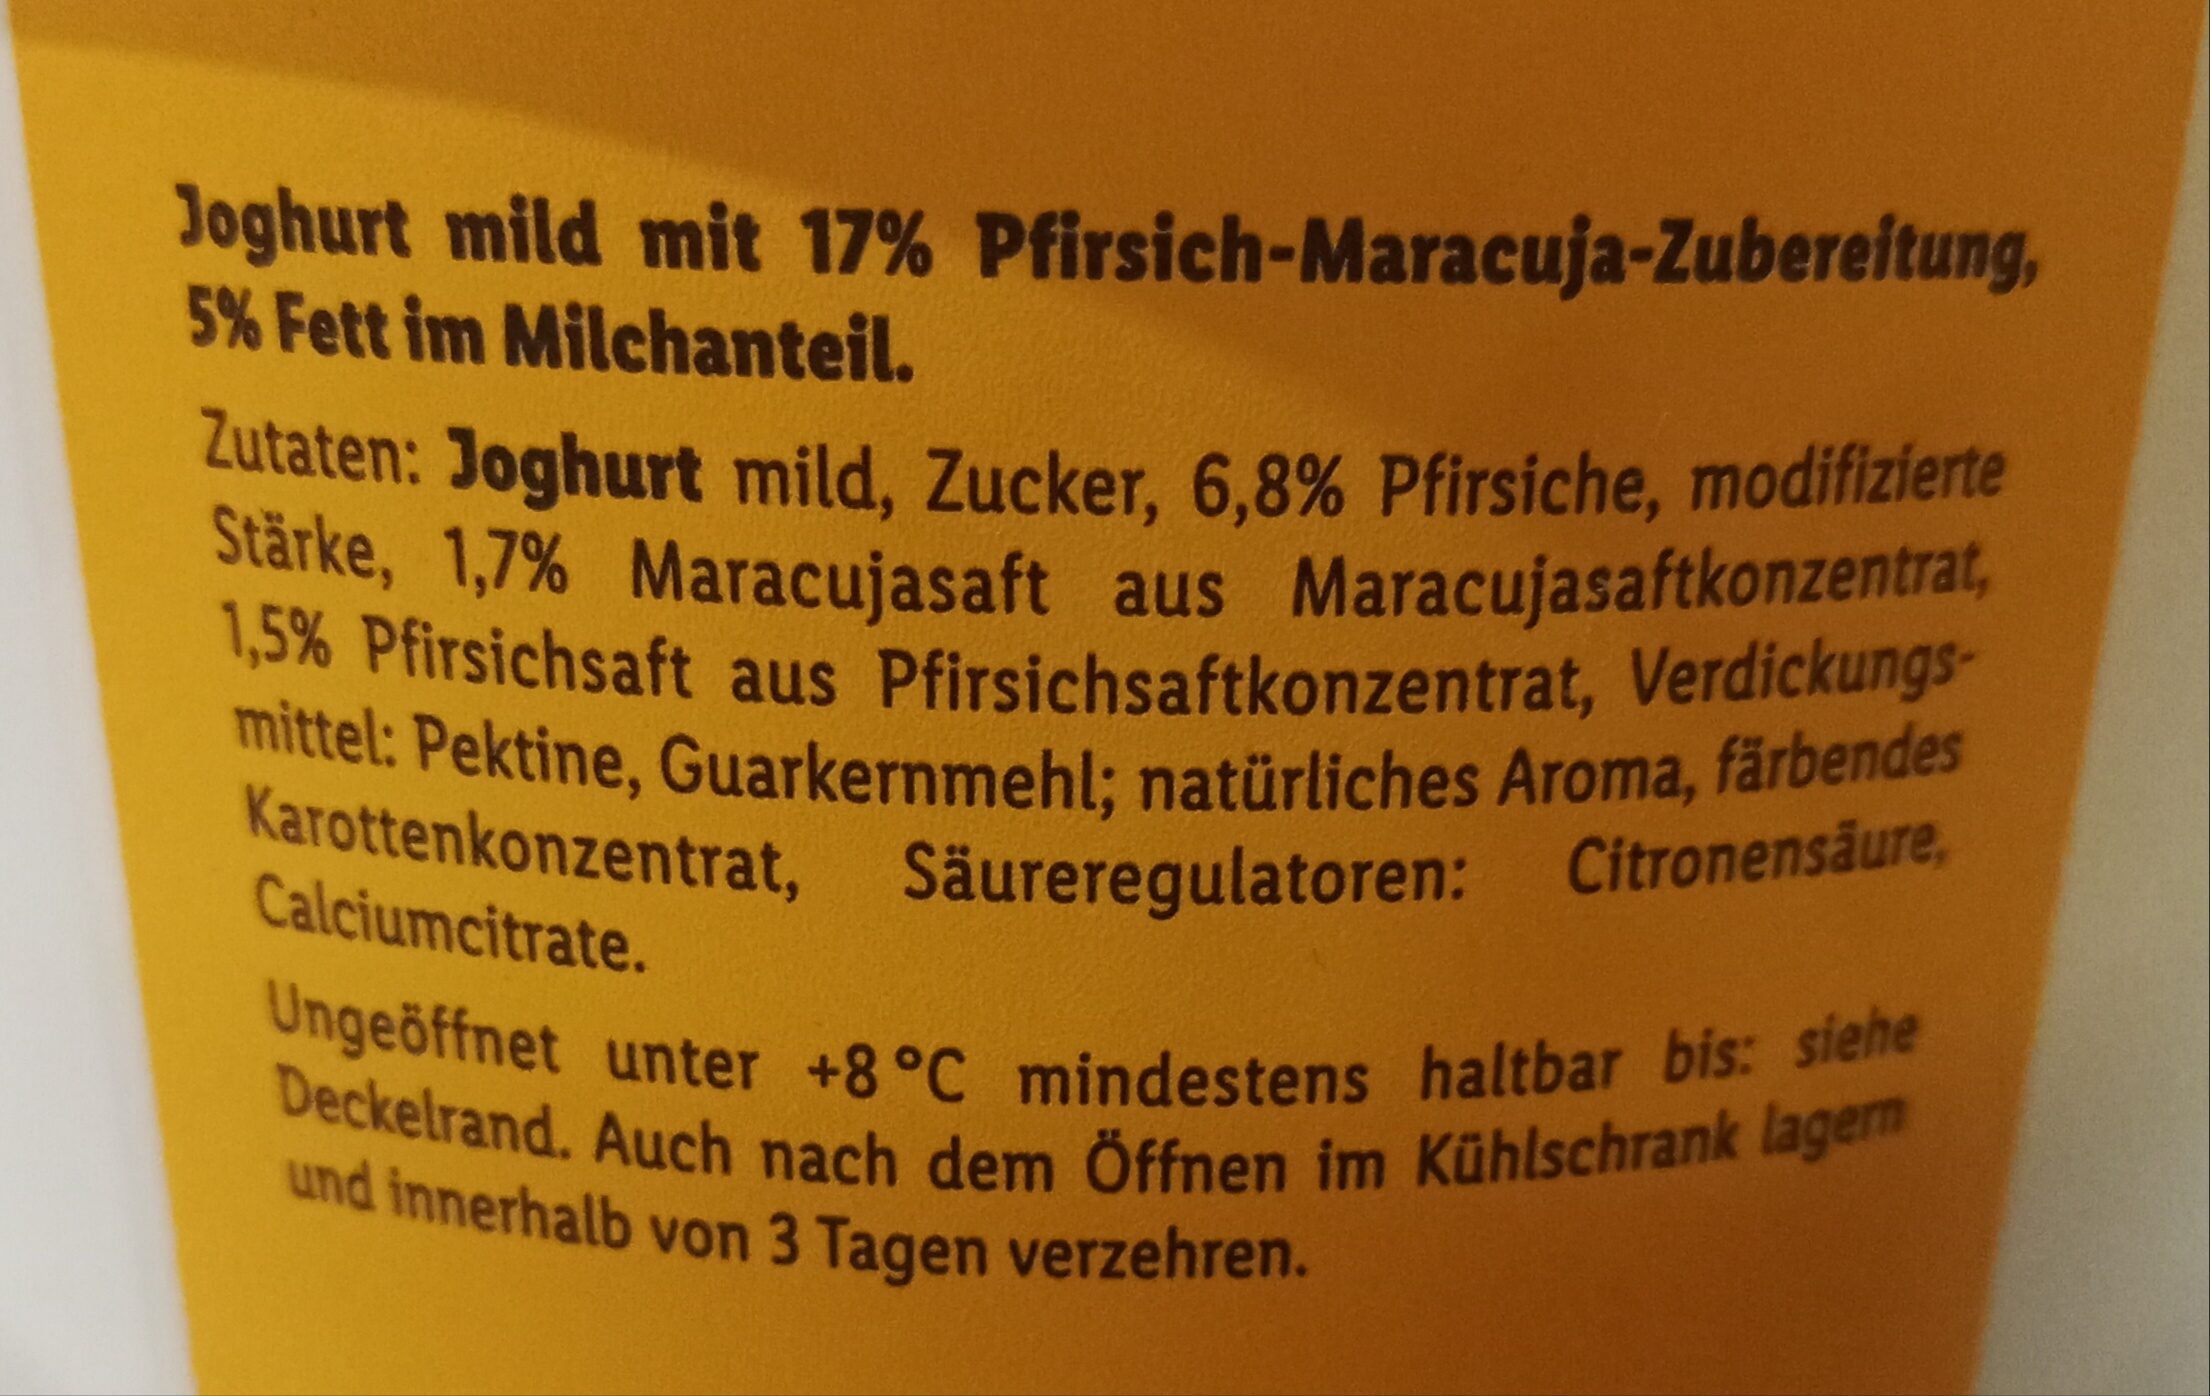 Joghurt mild mit 17% Pfirsich-Maracuja-Zubereitung,
5% Fett im Milchanteil.
Zutaten: Joghurt mild, Zucker, 6,8% Pfirsiche, modifizierte
Stärke, 1,7% Maracujasaft aus Maracujasaftkonzentrat,
1,5% Pfirsichsaft aus Pfirsichsaftkonzentrat, Verdickungs-
mittel: Pektine, Guarkernmehl; natürliches Aroma, färbendes
Karottenkonzentrat, Säureregulatoren: Citronensäure,
Calciumcitrate.
Ungeöffnet unter +8 °C mindestens haltbar bis: siehe
Deckelrand. Auch nach dem Öffnen im Kühlschrank lagern
und innerhalb von 3 Tagen verzehren.